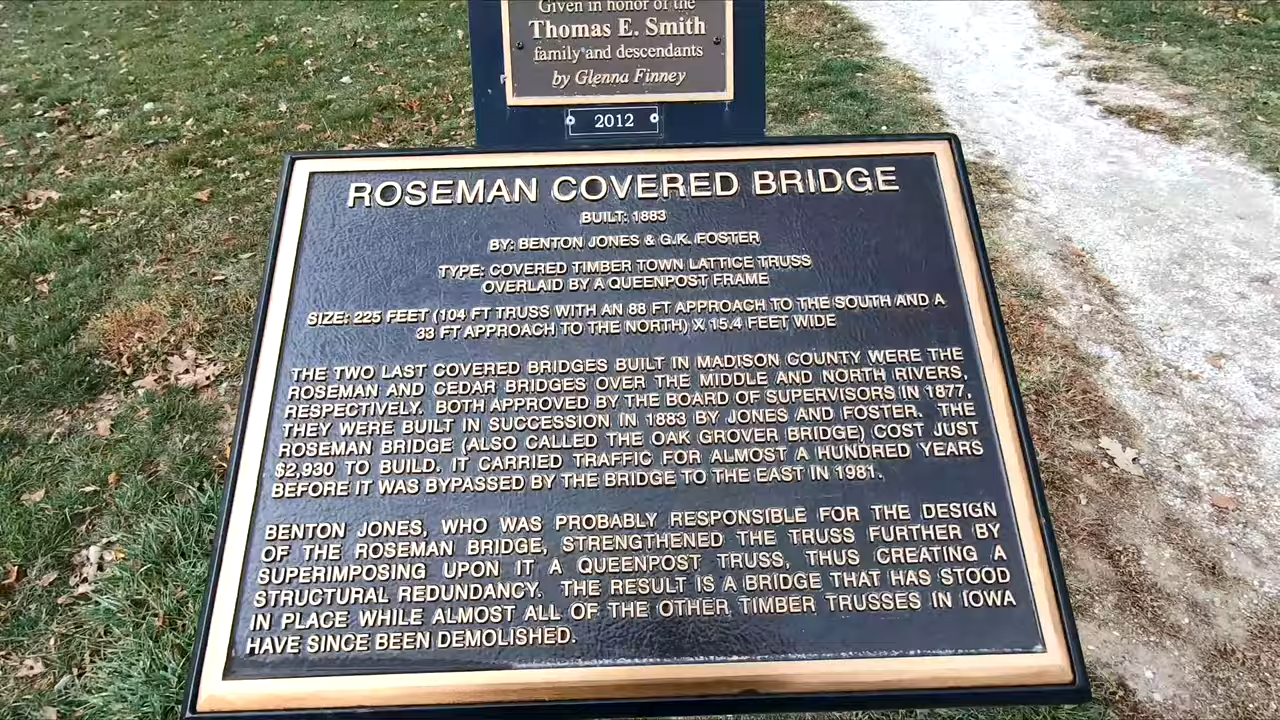 Given in honor of the
Thomas E. Smith
family and descendants
by Glenna Finney
2012
ROSEMAN COVERED BRIDGE
BUILT: 1883
BY: BENTON JONES & G.K. FOSTER
TYPE: COVERED TIMBER TOWN LATTICE TRUSS
OVERLAID BY A QUEENPOST FRAME
SIZE: 225 FEET (104 FT TRUSS WITH AN 88 FT APPROACH TO THE SOUTH AND A
33 FT APPROACH TO THE NORTH) X 15.4 FEET WIDE
THE TWO LAST COVERED BRIDGES BUILT IN MADISON COUNTY WERE THE
ROSEMAN AND CEDAR BRIDGES OVER THE MIDDLE AND NORTH RIVERS,
RESPECTIVELY. BOTH APPROVED BY THE BOARD OF SUPERVISORS IN 1877,
THEY WERE BUILT IN SUCCESSION IN 1883 BY JONES AND FOSTER. THE
ROSEMAN BRIDGE (ALSO CALLED THE OAK GROVER BRIDGE) COST JUST
$2,930 TO BUILD. IT CARRIED TRAFFIC FOR ALMOST A HUNDRED YEARS
BEFORE IT WAS BYPASSED BY THE BRIDGE TO THE EAST IN 1981.
BENTON JONES, WHO WAS PROBABLY RESPONSIBLE FOR THE DESIGN
OF THE ROSEMAN BRIDGE, STRENGTHENED THE TRUSS FURTHER BY
SUPERIMPOSING UPON IT A QUEENPOST TRUSS, THUS CREATING A
STRUCTURAL REDUNDANCY. THE RESULT IS A BRIDGE THAT HAS STOOD
IN PLACE WHILE ALMOST ALL OF THE OTHER TIMBER TRUSSES IN IOWA
HAVE SINCE BEEN DEMOLISHED.